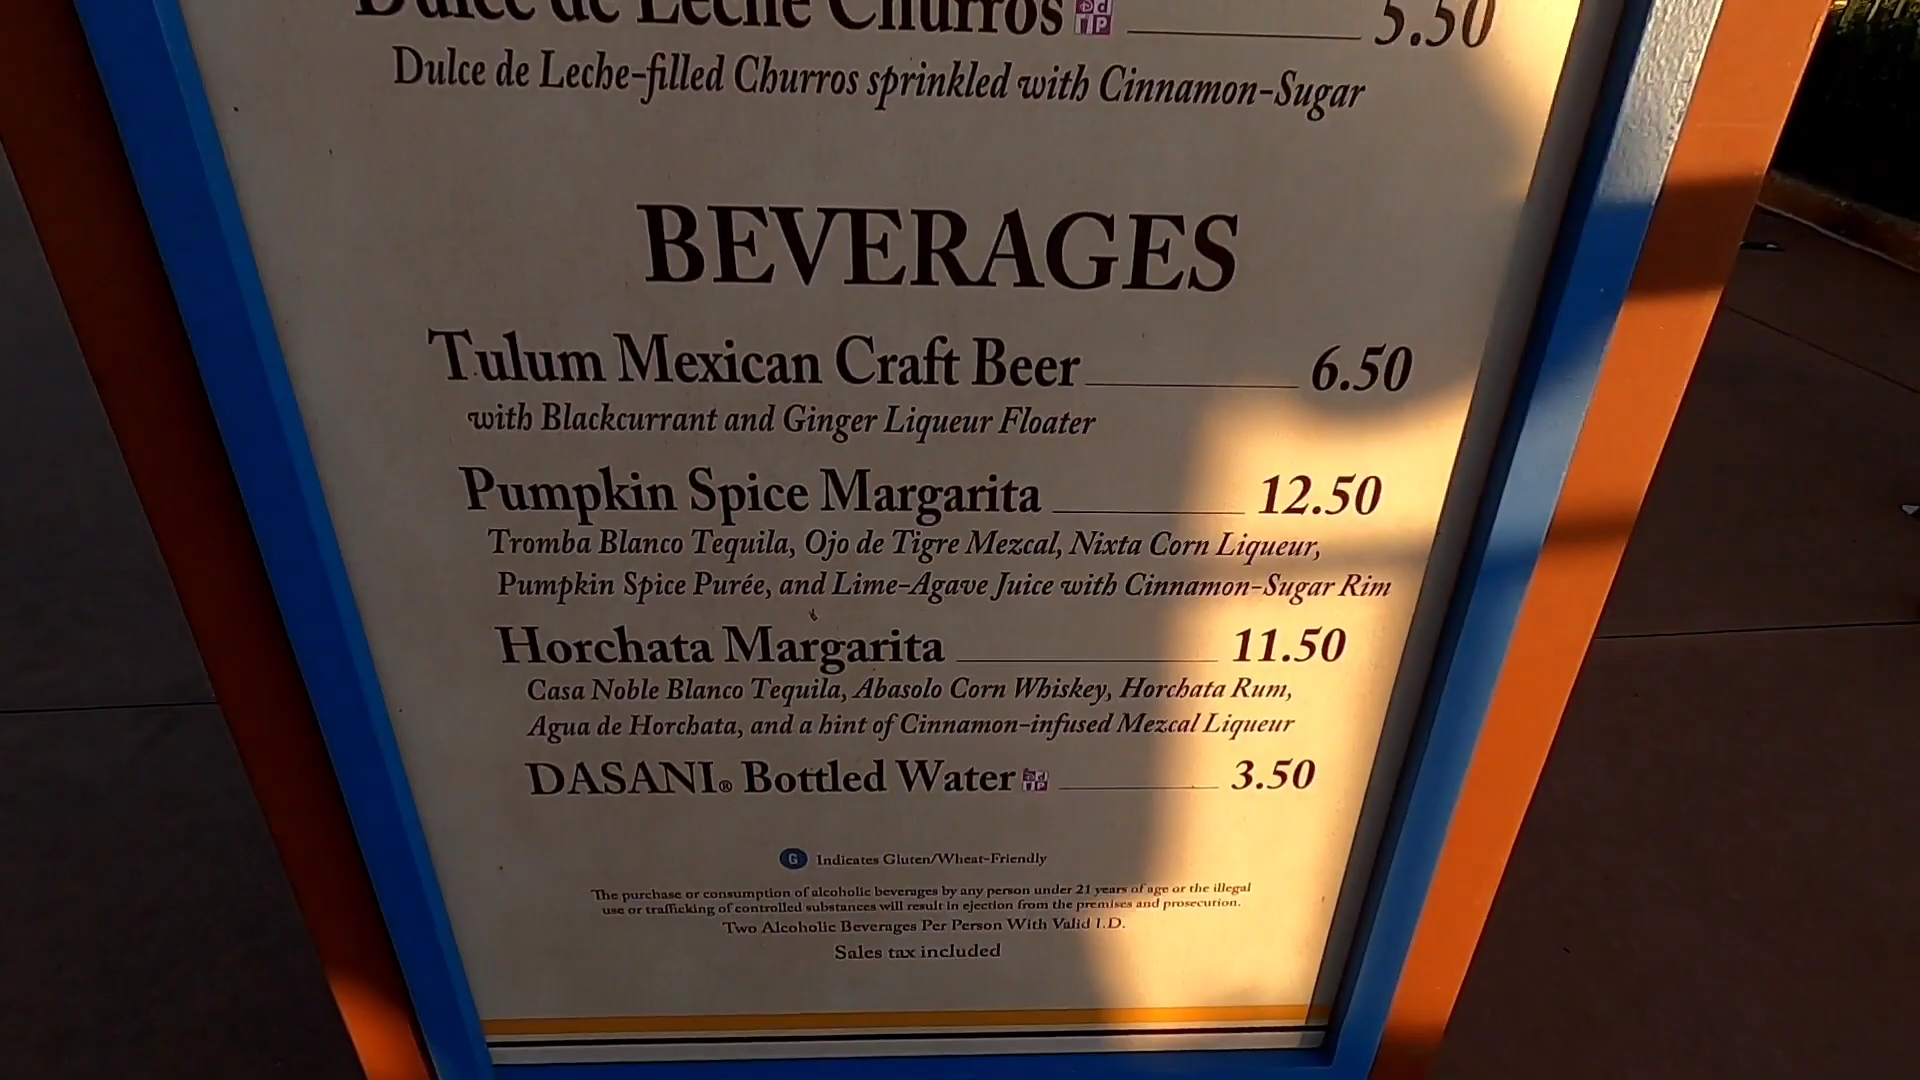 Dulce de Leche Churros 5.50
Dulce de Leche-filled Churros sprinkled with Cinnamon-Sugar
BEVERAGES
Tulum Mexican Craft Beer 6.50
with Blackcurrant and Ginger Liqueur Floater
Pumpkin Spice Margarita 12.50
Tromba Blanco Tequila, Ojo de Tigre Mezcal, Nixta Corn Liqueur,
Pumpkin Spice Purée, and Lime-Agave Juice with Cinnamon-Sugar Rim
Horchata Margarita 11.50
Casa Noble Blanco Tequila, Abasolo Corn Whiskey, Horchata Rum,
Agua de Horchata, and a hint of Cinnamon-infused Mezcal Liqueur
DASANI® Bottled Water 3.50
G Indicates Gluten/Wheat-Friendly
The purchase or consumption of alcoholic beverages by any person under 21 years of age or the illegal
use or trafficking of controlled substances will result in ejection from the premises and prosecution.
Two Alcoholic Beverages Per Person With Valid I.D.
Sales tax included